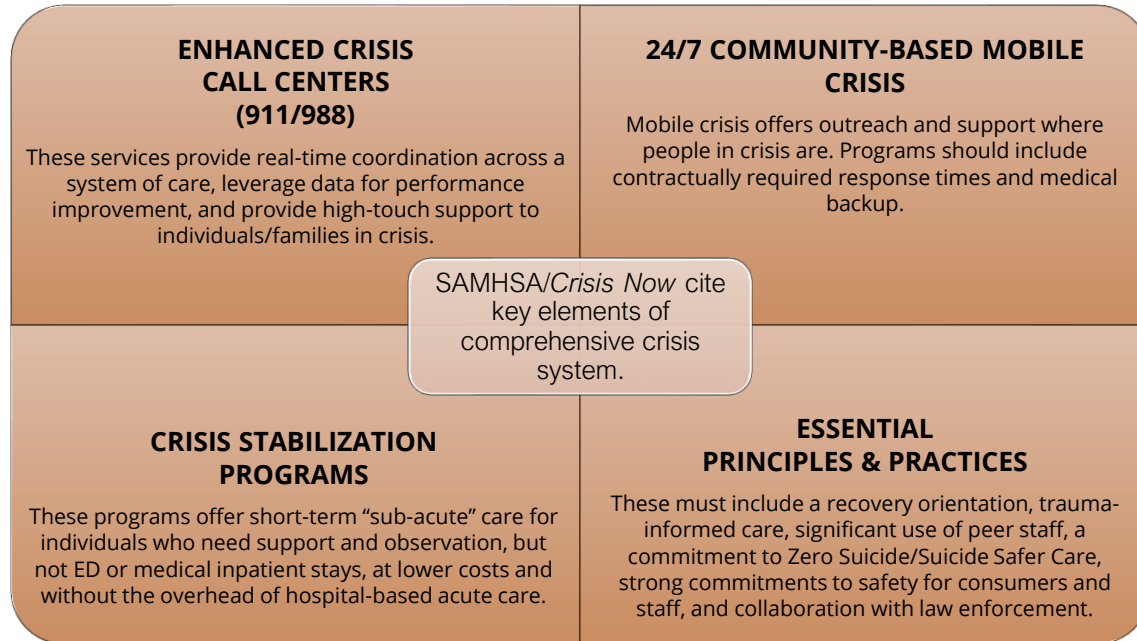 ENHANCED CRISIS
CALL CENTERS
(911/988)
These services provide real-time coordination across a
system of care, leverage data for performance
improvement, and provide high-touch support to
individuals/families in crisis.
24/7 COMMUNITY-BASED MOBILE
CRISIS
Mobile crisis offers outreach and support where
people in crisis are. Programs should include
contractually required response times and medical
backup.
SAMHSA/Crisis Now cite
key elements of
comprehensive crisis
system.
CRISIS STABILIZATION
PROGRAMS
These programs offer short-term “sub-acute” care for
individuals who need support and observation, but
not ED or medical inpatient stays, at lower costs and
without the overhead of hospital-based acute care.
ESSENTIAL
PRINCIPLES & PRACTICES
These must include a recovery orientation, trauma-
informed care, significant use of peer staff, a
commitment to Zero Suicide/Suicide Safer Care,
strong commitments to safety for consumers and
staff, and collaboration with law enforcement.